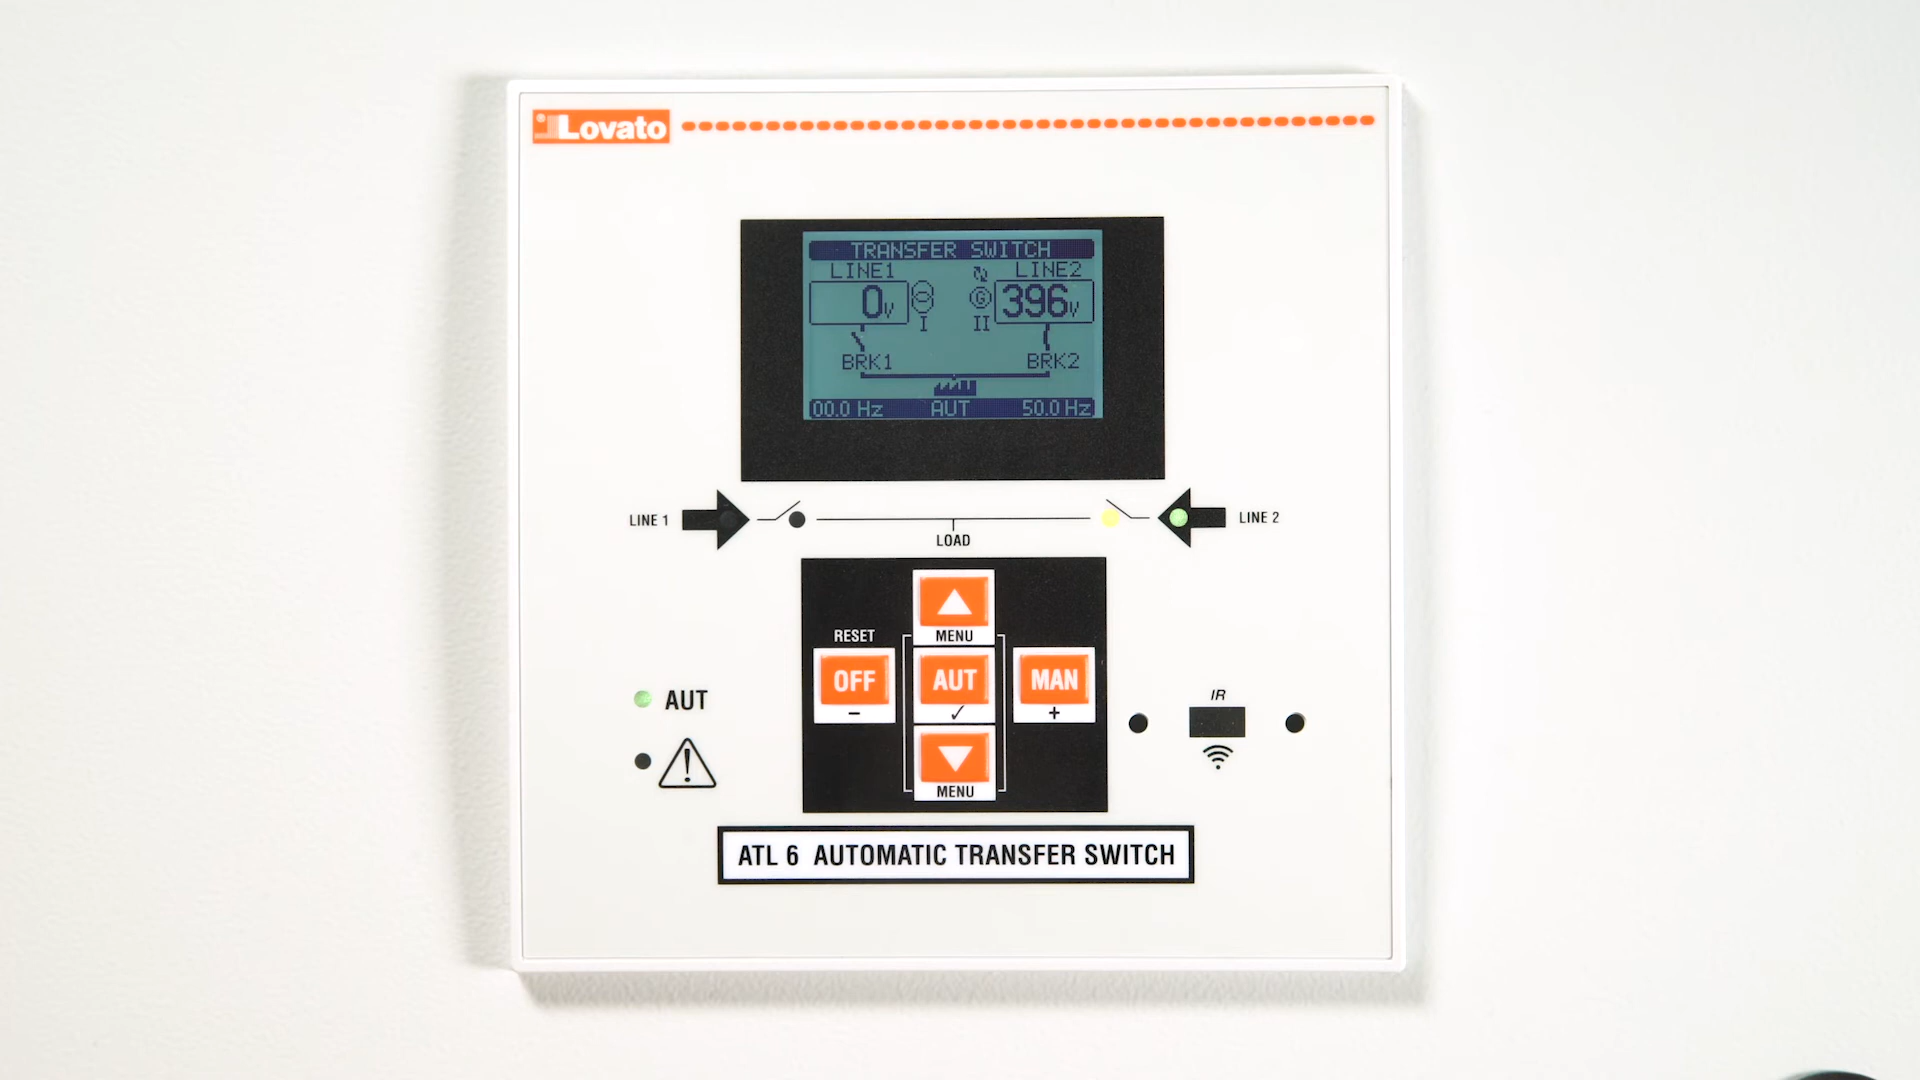 Lovato
TRANSFER SWITCH
LINE1 LINE2
0V G 396V
I II
BRK1 BRK2
00.0 Hz AUT 50.0 Hz
LINE 1 LINE 2
LOAD
RESET MENU
OFF AUT MAN
- ✓ +
MENU
AUT
!
IR
ATL 6 AUTOMATIC TRANSFER SWITCH